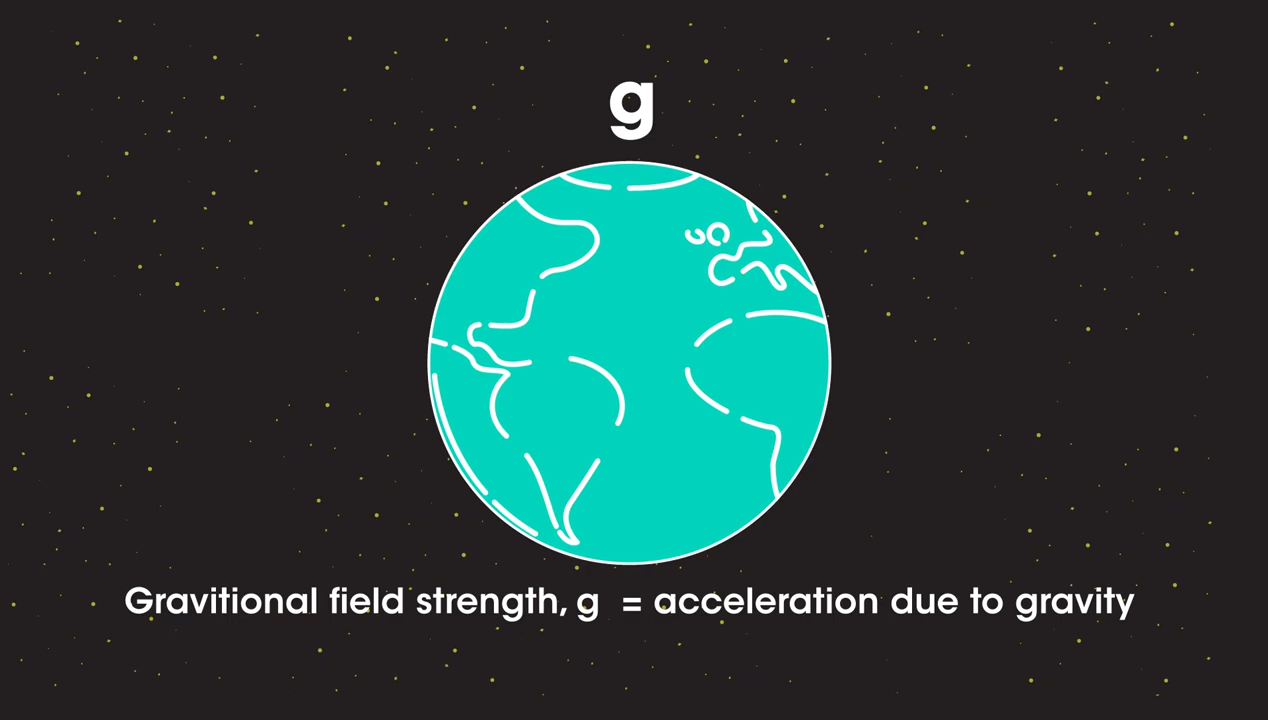 g
Gravitional field strength, g = acceleration due to gravity